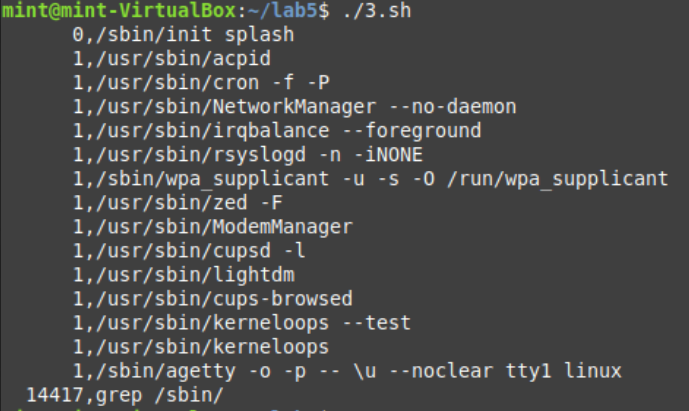 mint@mint-VirtualBox:~/lab5$ ./3.sh
0,/sbin/init splash
1,/usr/sbin/acpid
1,/usr/sbin/cron -f -P
1,/usr/sbin/NetworkManager --no-daemon
1,/usr/sbin/irqbalance --foreground
1,/usr/sbin/rsyslogd -n -iNONE
1,/sbin/wpa_supplicant -u -s -O /run/wpa_supplicant
1,/usr/sbin/zed -F
1,/usr/sbin/ModemManager
1,/usr/sbin/cupsd -l
1,/usr/sbin/lightdm
1,/usr/sbin/cups-browsed
1,/usr/sbin/kerneloops --test
1,/usr/sbin/kerneloops
1,/sbin/agetty -o -p -- \u --noclear tty1 linux
14417,grep /sbin/